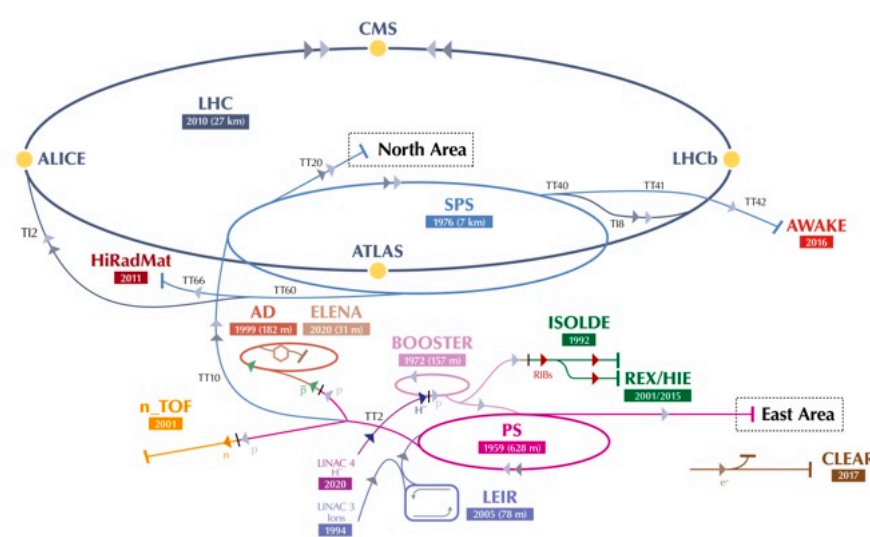 CMS
LHC
2010 (27 km)
North Area
TT20
ALICE
LHCb
TT40
TT41
SPS
1976 (7 km)
TT42
TI8
TI2
AWAKE
2016
ATLAS
HiRadMat
2011
TT66
TT60
AD
1999 (182 m)
ELENA
2020 (31 m)
ISOLDE
1992
BOOSTER
1972 (157 m)
RIBs
REX/HIE
2001/2015
TT10
p̅
p
H⁻
p
n_TOF
2001
TT2
East Area
PS
1959 (628 m)
n
p
LINAC 4
H⁻
2020
CLEAR
2017
e⁻
LEIR
2005 (78 m)
LINAC 3
Ions
1994